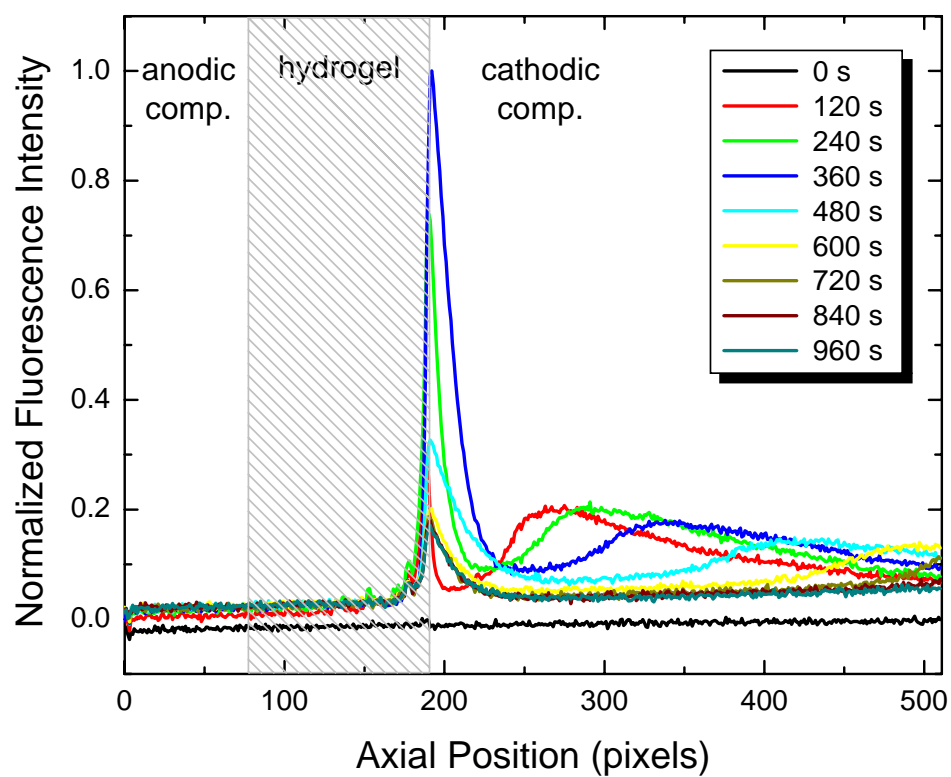 anodic
comp.
hydrogel
cathodic
comp.
0 s
120 s
240 s
360 s
480 s
600 s
720 s
840 s
960 s
Normalized Fluorescence Intensity
1.0
0.8
0.6
0.4
0.2
0.0
0 100 200 300 400 500
Axial Position (pixels)